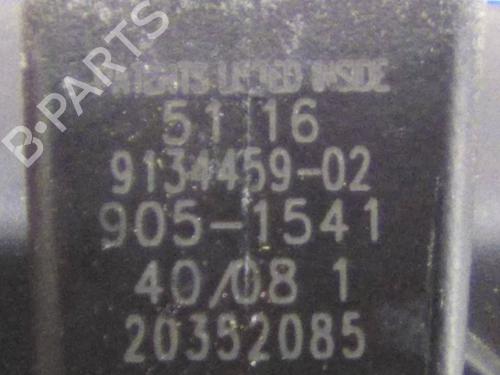 B-PARTS
PATENTS LISTED INSIDE
51 16
9134459-02
905-1541
40/08 1
20352085